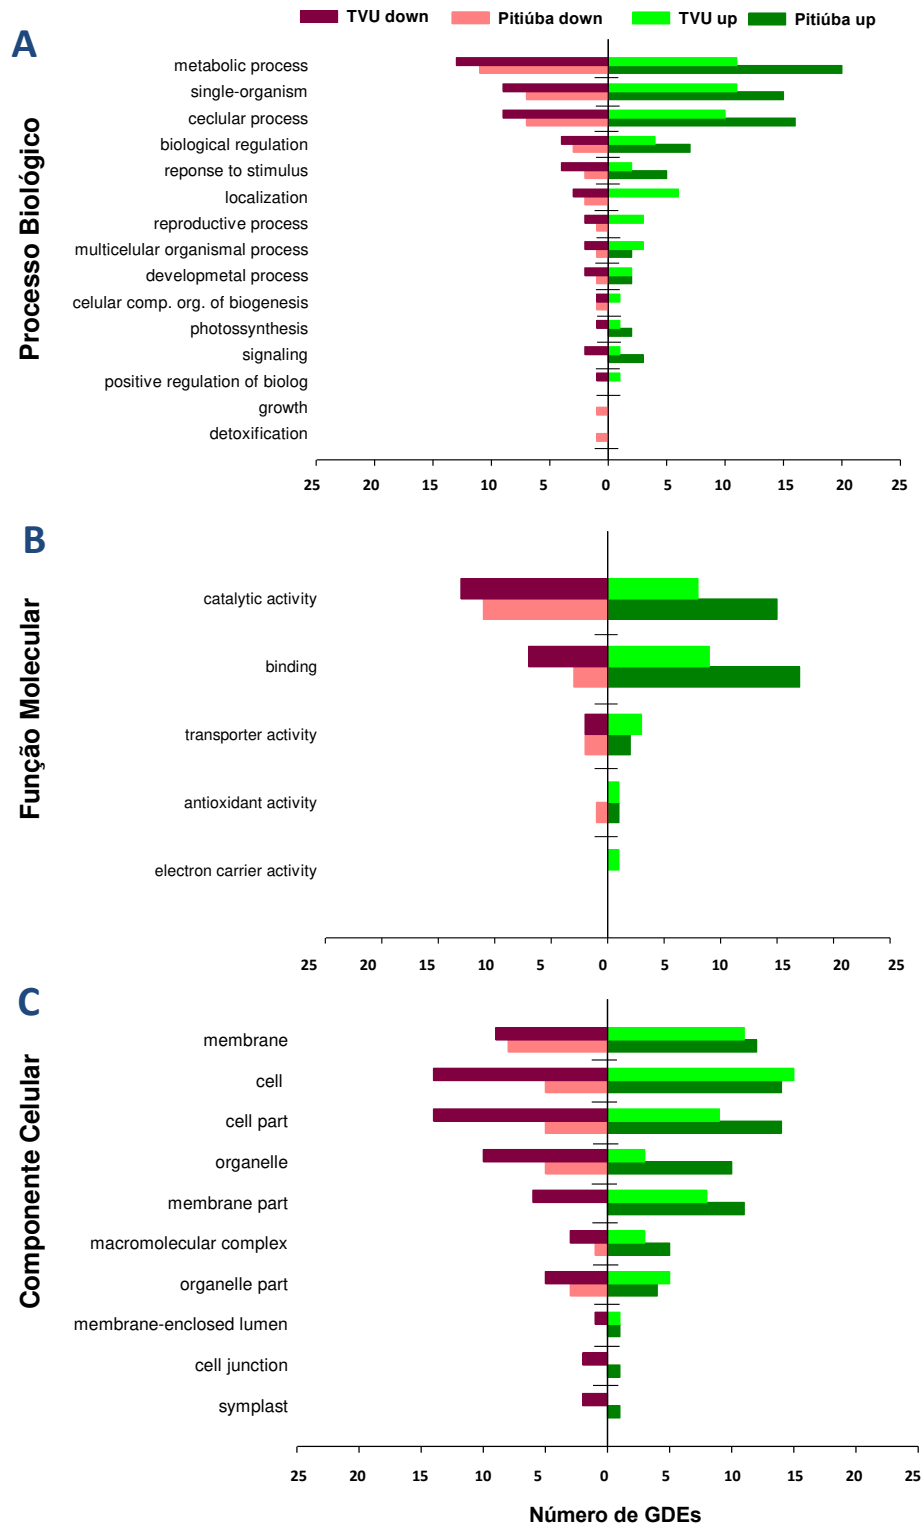 TVU down Pitiúba down TVU up Pitiúba up
A
Processo Biológico
metabolic process
single-organism
ceclular process
biological regulation
reponse to stimulus
localization
reproductive process
multicelular organismal process
developmetal process
celular comp. org. of biogenesis
photossynthesis
signaling
positive regulation of biolog
growth
detoxification
25 20 15 10 5 0 5 10 15 20 25
B
Função Molecular
catalytic activity
binding
transporter activity
antioxidant activity
electron carrier activity
25 20 15 10 5 0 5 10 15 20 25
C
Componente Celular
membrane
cell
cell part
organelle
membrane part
macromolecular complex
organelle part
membrane-enclosed lumen
cell junction
symplast
25 20 15 10 5 0 5 10 15 20 25
Número de GDEs